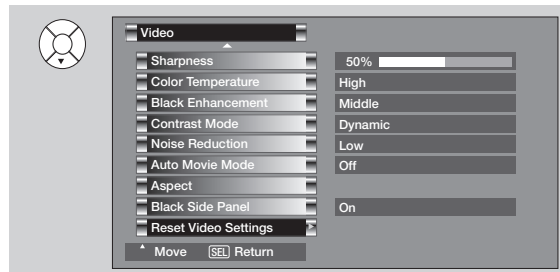 Video
Sharpness 50%
Color Temperature High
Black Enhancement Middle
Contrast Mode Dynamic
Noise Reduction Low
Auto Movie Mode Off
Aspect
Black Side Panel On
Reset Video Settings
Move SEL Return